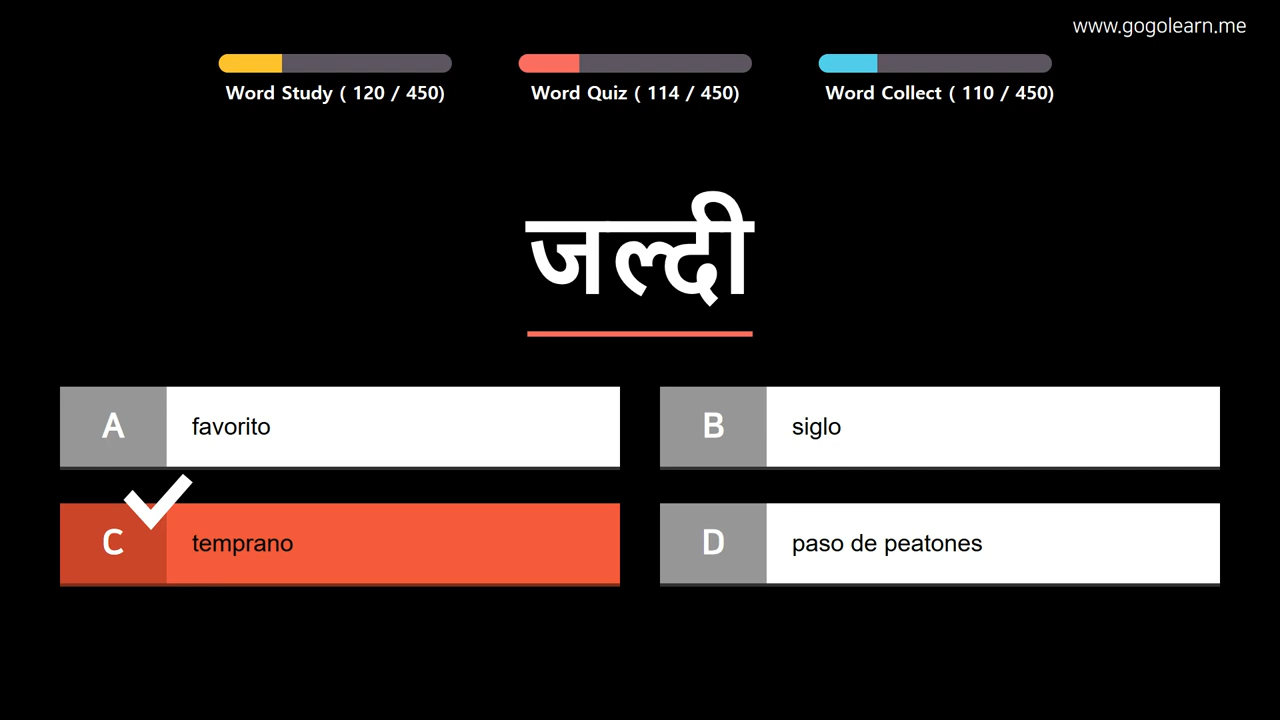 www.gogolearn.me
Word Study ( 120 / 450)
Word Quiz ( 114 / 450)
Word Collect ( 110 / 450)
जल्दी
A favorito
B siglo
C temprano
D paso de peatones